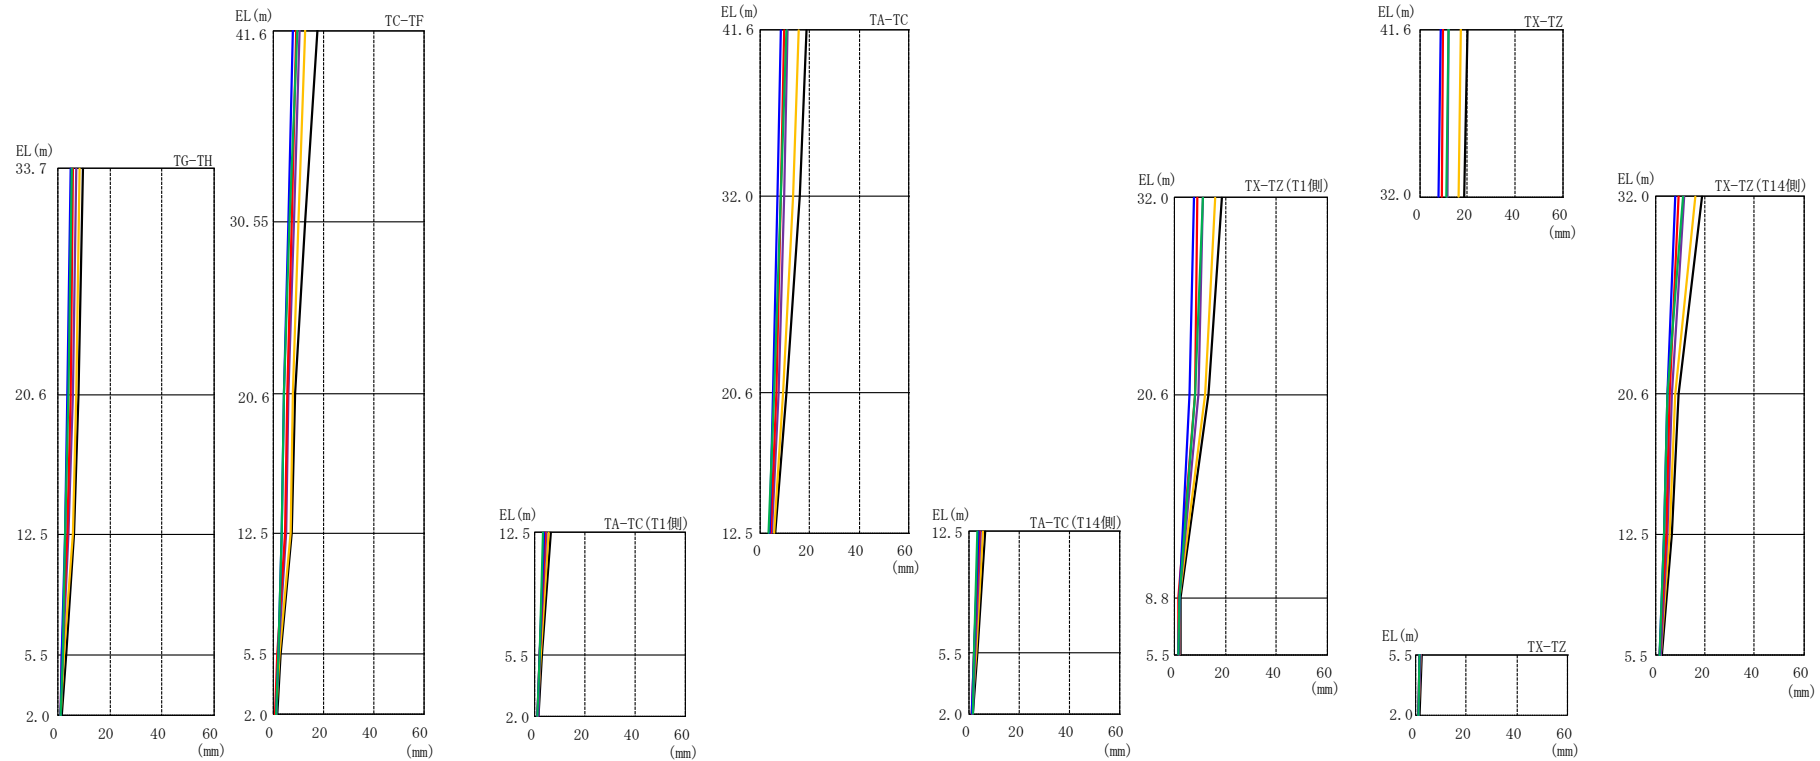 EL(m)
TG-TH
33.7
20.6
12.5
5.5
2.0
0 20 40 60
(mm)
EL(m)
TC-TF
41.6
30.55
20.6
12.5
5.5
2.0
0 20 40 60
(mm)
EL(m)
TA-TC(T1側)
12.5
5.5
2.0
0 20 40 60
(mm)
EL(m)
TA-TC
41.6
32.0
20.6
12.5
0 20 40 60
(mm)
EL(m)
TA-TC(T14側)
12.5
5.5
2.0
0 20 40 60
(mm)
EL(m)
TX-TZ(T1側)
32.0
20.6
8.8
5.5
0 20 40 60
(mm)
EL(m)
TX-TZ
41.6
32.0
0 20 40 60
(mm)
EL(m)
TX-TZ
5.5
2.0
0 20 40 60
(mm)
EL(m)
TX-TZ(T14側)
32.0
20.6
12.5
5.5
0 20 40 60
(mm)